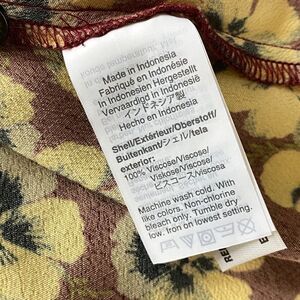 Made in Indonesia
Fabriqué en Indonésie
In Indonesien Hergestellt
Vervaardigd in Indonesië
インドネシア製
Hecho en Indonesia
Shell/Extérieur/Oberstoff/
Buitenkant/シェル/tela
exterior:
100% Viscose/Viscose/
Viskose/Viscose/
ビスコース/Viscosa
Machine wash cold. With
like colors. Non-chlorine
bleach only. Tumble dry
low. Iron on lowest setting.